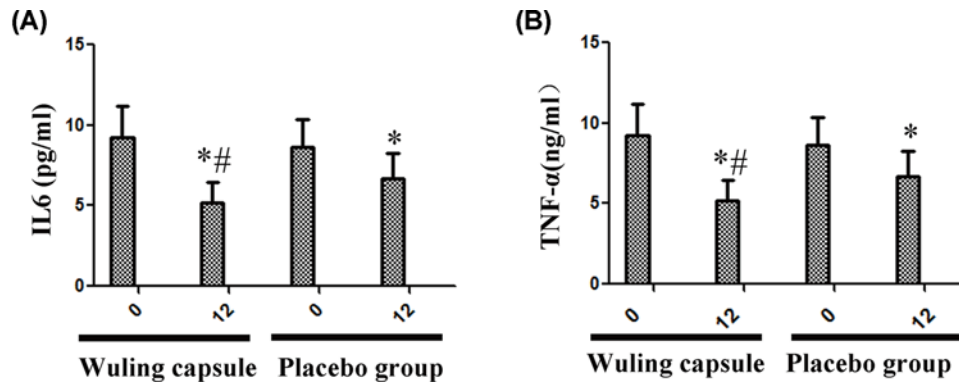 (A)
15
10
5
0
IL6 (pg/ml)
*#
*
0 12 0 12
Wuling capsule Placebo group
(B)
15
10
5
0
TNF-α(ng/ml）
*#
*
0 12 0 12
Wuling capsule Placebo group